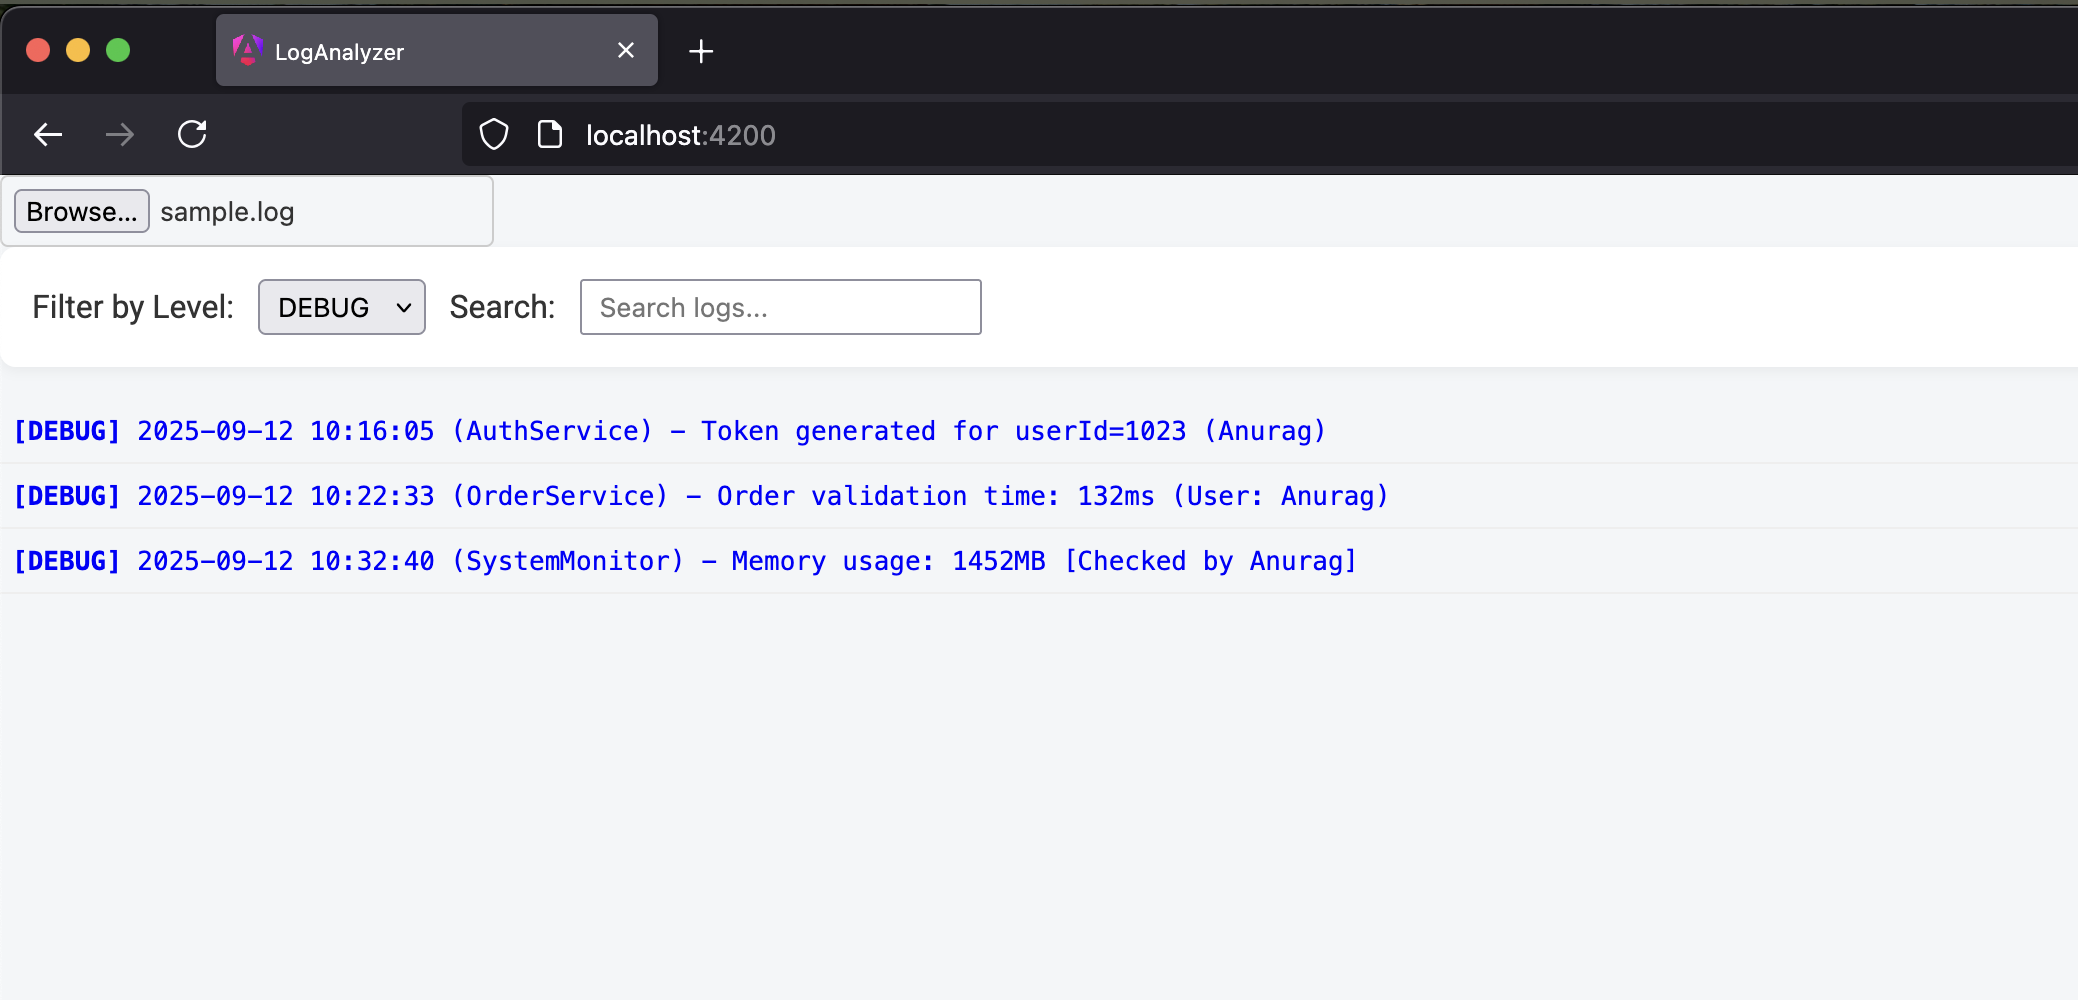 LogAnalyzer
localhost:4200
Browse... sample.log
Filter by Level: DEBUG Search: Search logs...
[DEBUG] 2025-09-12 10:16:05 (AuthService) - Token generated for userId=1023 (Anurag)
[DEBUG] 2025-09-12 10:22:33 (OrderService) - Order validation time: 132ms (User: Anurag)
[DEBUG] 2025-09-12 10:32:40 (SystemMonitor) - Memory usage: 1452MB [Checked by Anurag]